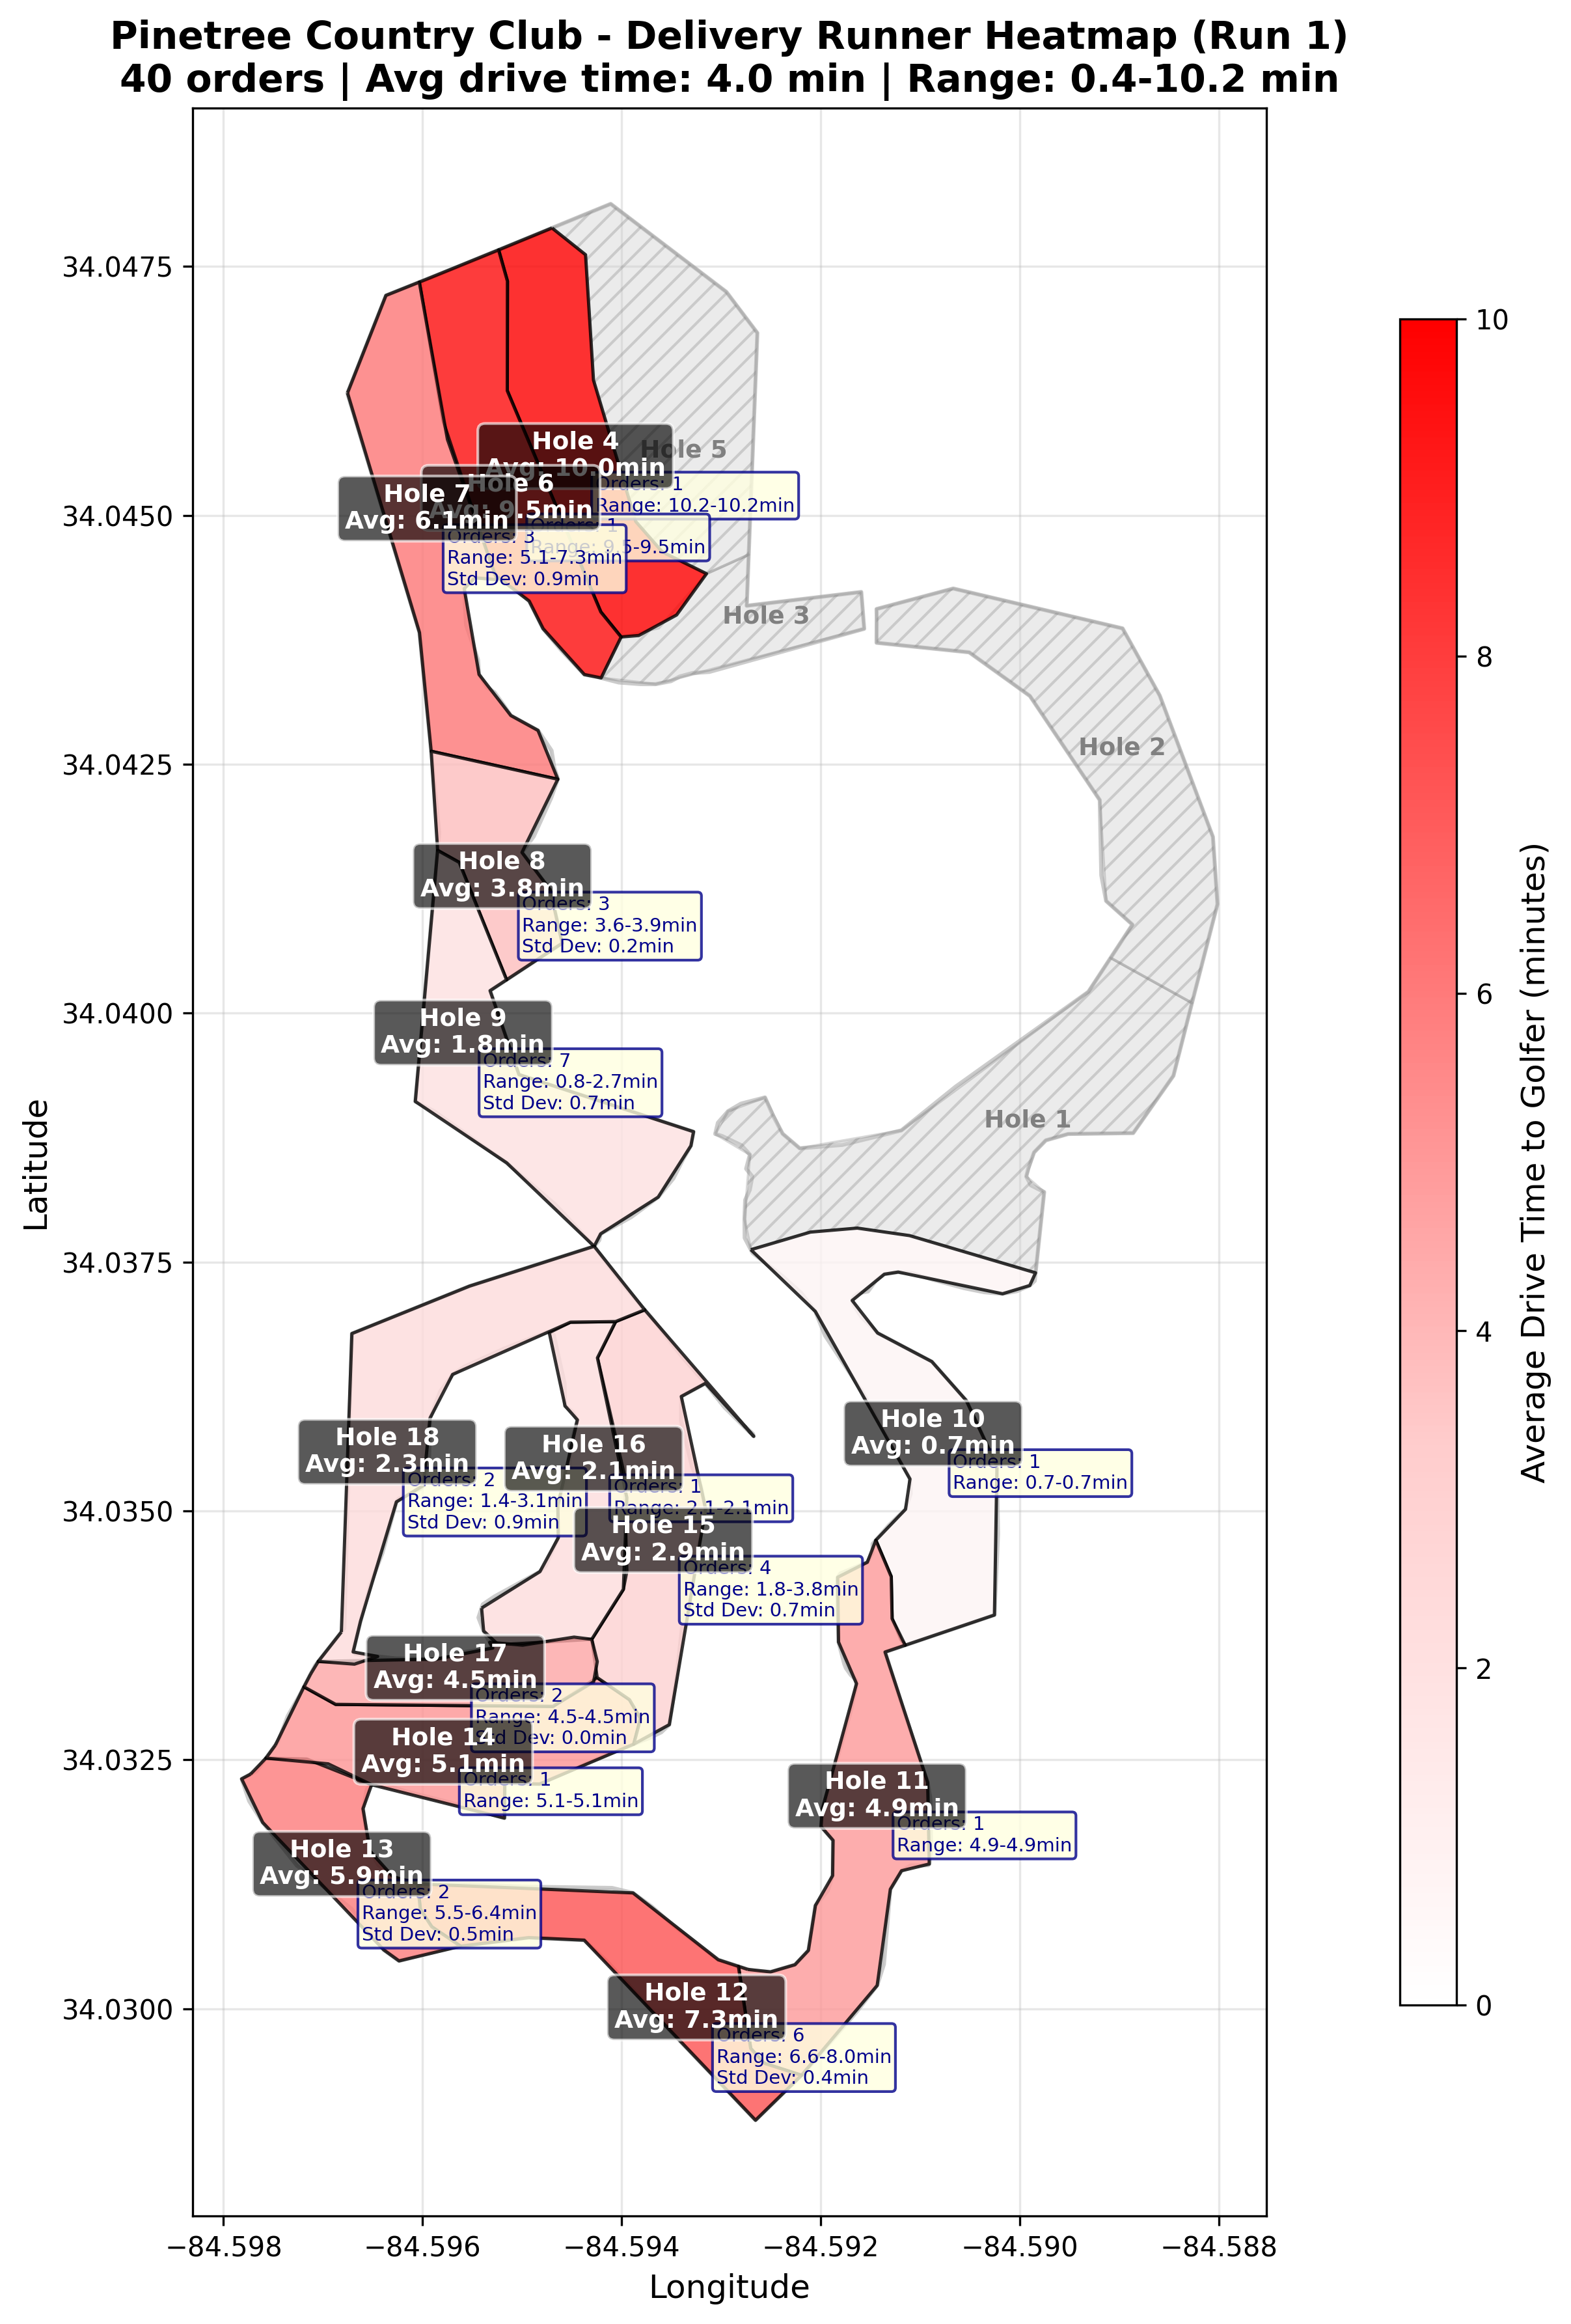 Pinetree Country Club - Delivery Runner Heatmap (Run 1)
40 orders | Avg drive time: 4.0 min | Range: 0.4-10.2 min
Hole 4
Avg: 10.0min
Orders: 1
Range: 10.2-10.2min
Hole 5
Hole 6
Avg: 9.5min
Orders: 1
Range: 9.5-9.5min
Hole 7
Avg: 6.1min
Orders: 3
Range: 5.1-7.3min
Std Dev: 0.9min
Hole 3
Hole 2
Hole 8
Avg: 3.8min
Orders: 3
Range: 3.6-3.9min
Std Dev: 0.2min
Hole 9
Avg: 1.8min
Orders: 7
Range: 0.8-2.7min
Std Dev: 0.7min
Hole 1
Hole 10
Avg: 0.7min
Orders: 1
Range: 0.7-0.7min
Hole 18
Avg: 2.3min
Orders: 2
Range: 1.4-3.1min
Std Dev: 0.9min
Hole 16
Avg: 2.1min
Orders: 1
Range: 2.1-2.1min
Hole 15
Avg: 2.9min
Orders: 4
Range: 1.8-3.8min
Std Dev: 0.7min
Hole 17
Avg: 4.5min
Orders: 2
Range: 4.5-4.5min
Std Dev: 0.0min
Hole 14
Avg: 5.1min
Orders: 1
Range: 5.1-5.1min
Hole 11
Avg: 4.9min
Orders: 1
Range: 4.9-4.9min
Hole 13
Avg: 5.9min
Orders: 2
Range: 5.5-6.4min
Std Dev: 0.5min
Hole 12
Avg: 7.3min
Orders: 6
Range: 6.6-8.0min
Std Dev: 0.4min
34.0475
34.0450
34.0425
34.0400
34.0375
34.0350
34.0325
34.0300
Latitude
−84.598
−84.596
−84.594
−84.592
−84.590
−84.588
Longitude
10
8
6
4
2
0
Average Drive Time to Golfer (minutes)